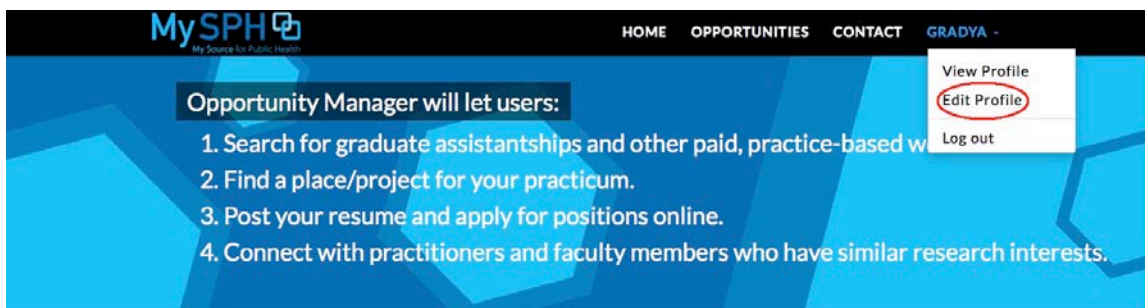 My SPH
My Source for Public Health
HOME OPPORTUNITIES CONTACT GRADYA
View Profile
Edit Profile
Log out
Opportunity Manager will let users:
1. Search for graduate assistantships and other paid, practice-based w
2. Find a place/project for your practicum.
3. Post your resume and apply for positions online.
4. Connect with practitioners and faculty members who have similar research interests.